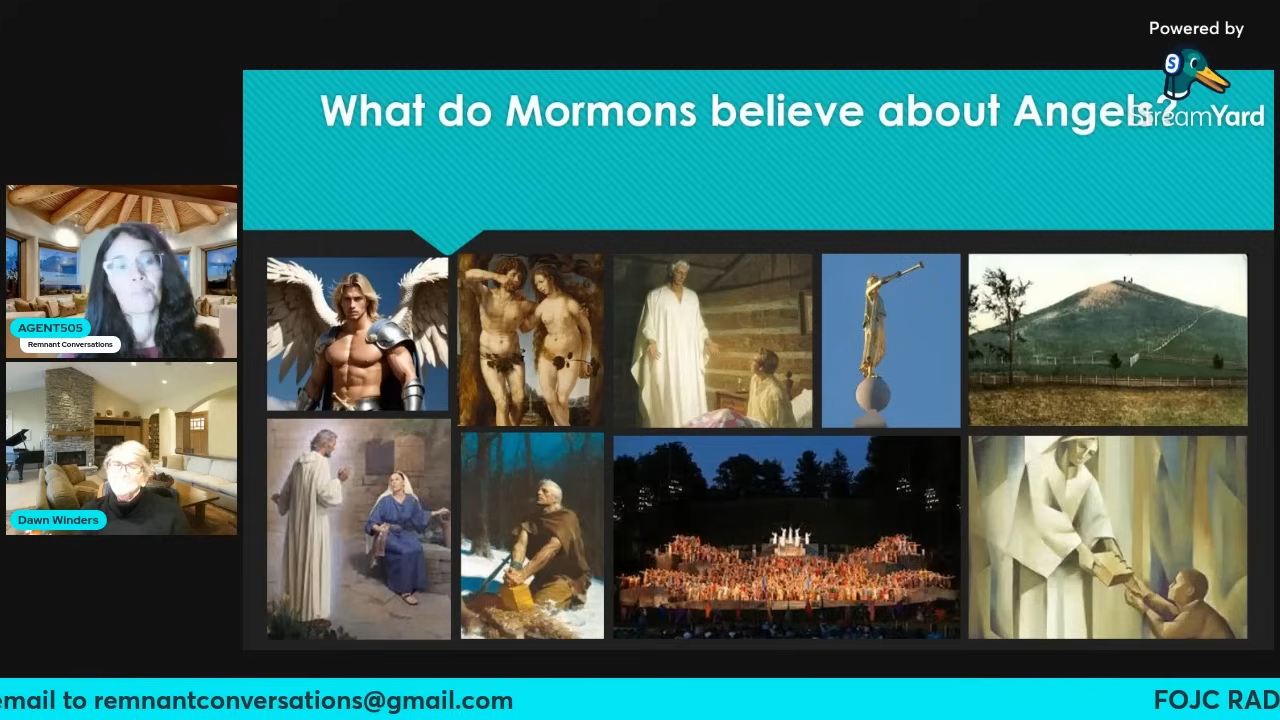 Powered by
StreamYard
What do Mormons believe about Angels?
AGENT505
Remnant Conversations
Dawn Winders
email to remnantconversations@gmail.com
FOJC RAD